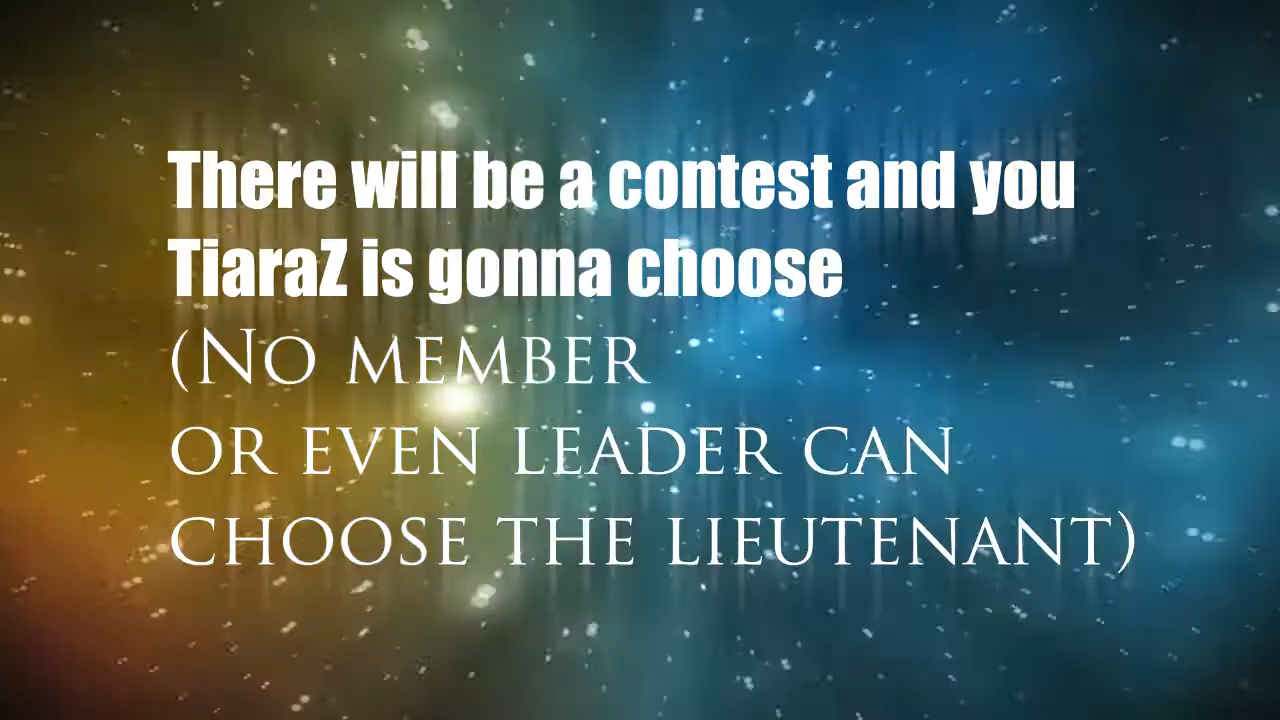 There will be a contest and you
TiaraZ is gonna choose
(No member
or even leader can
choose the lieutenant)